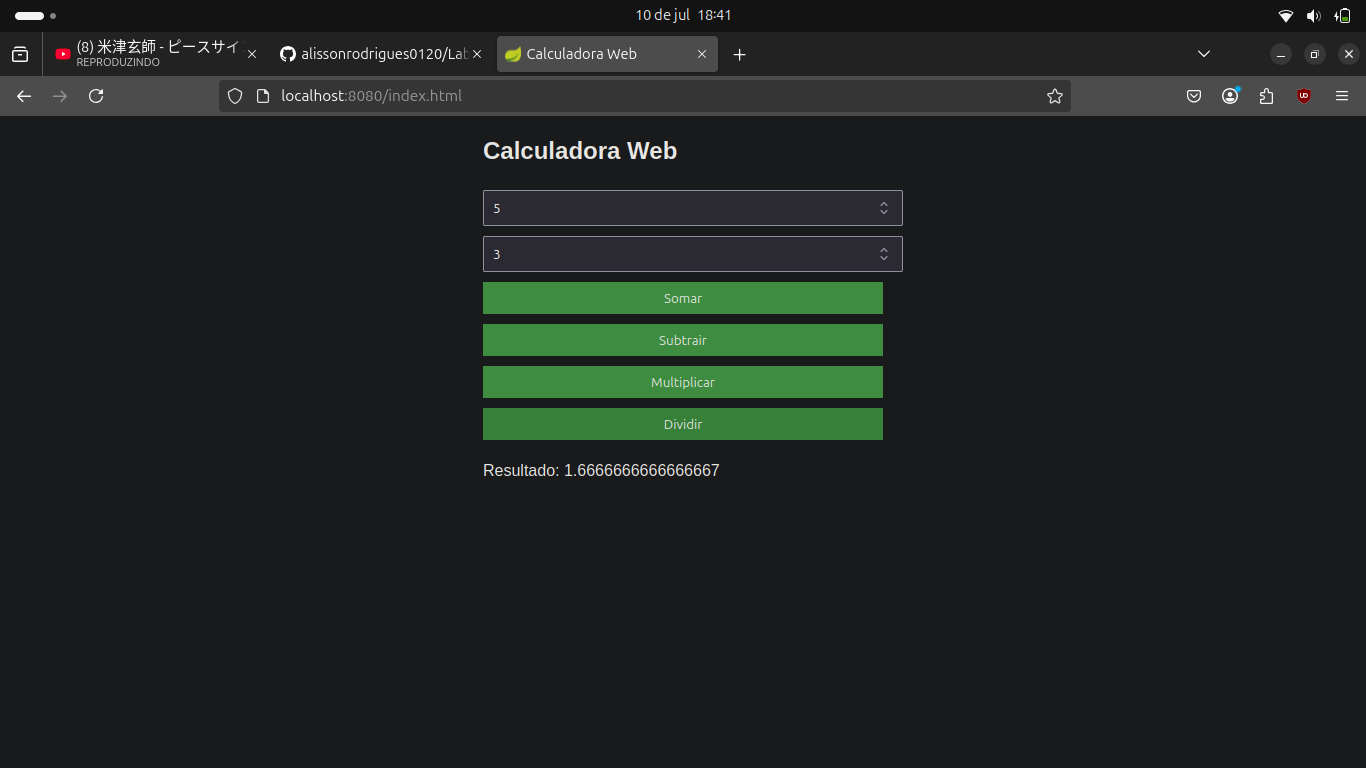 10 de jul 18:41
(8) 米津玄師 - ピースサイ
REPRODUZINDO
alissonrodrigues0120/Lab
Calculadora Web
localhost:8080/index.html
Calculadora Web
5
3
Somar
Subtrair
Multiplicar
Dividir
Resultado: 1.6666666666666667